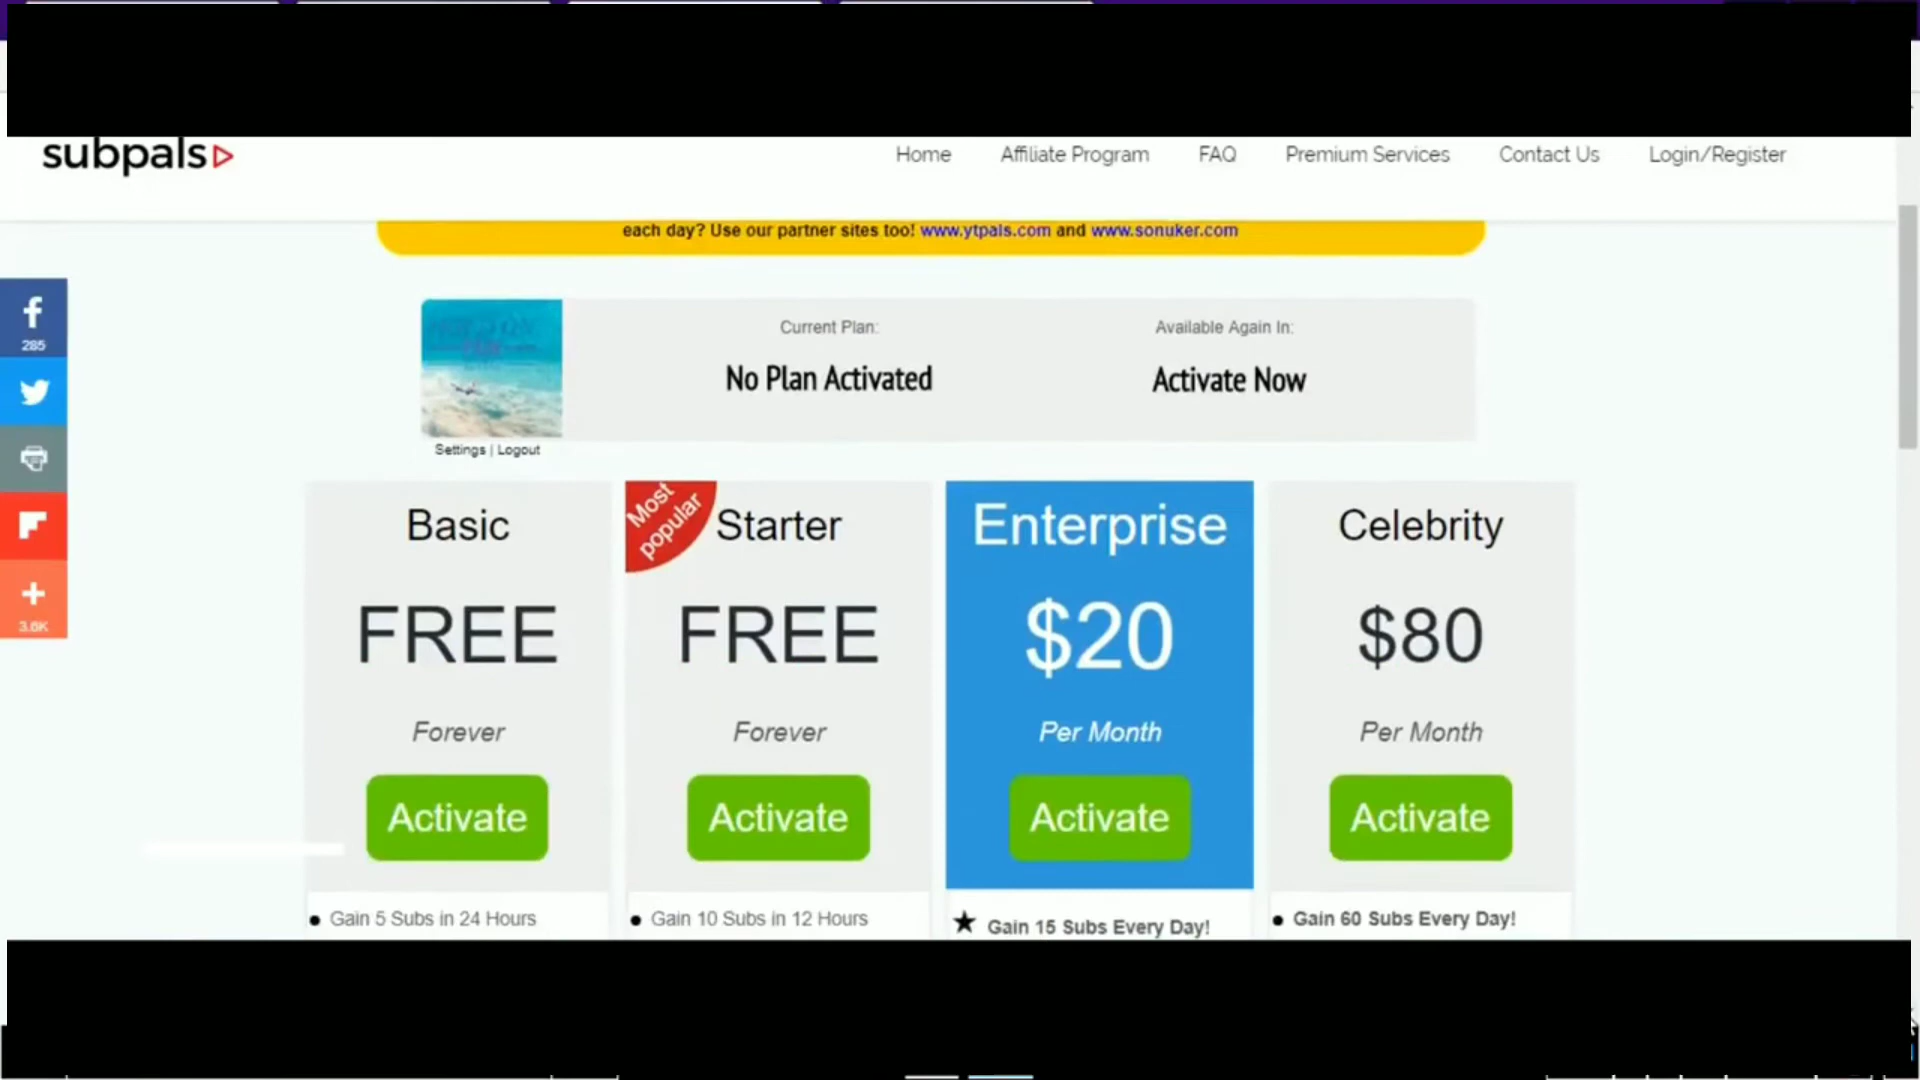 subpals
Home Affiliate Program FAQ Premium Services Contact Us Login/Register
each day? Use our partner sites too! www.ytpals.com and www.sonuker.com
285
3.6K
Current Plan:
No Plan Activated
Available Again In:
Activate Now
Settings | Logout
Basic
FREE
Forever
Activate
Gain 5 Subs in 24 Hours
Most
popular
Starter
FREE
Forever
Activate
Gain 10 Subs in 12 Hours
Enterprise
$20
Per Month
Activate
Gain 15 Subs Every Day!
Celebrity
$80
Per Month
Activate
Gain 60 Subs Every Day!